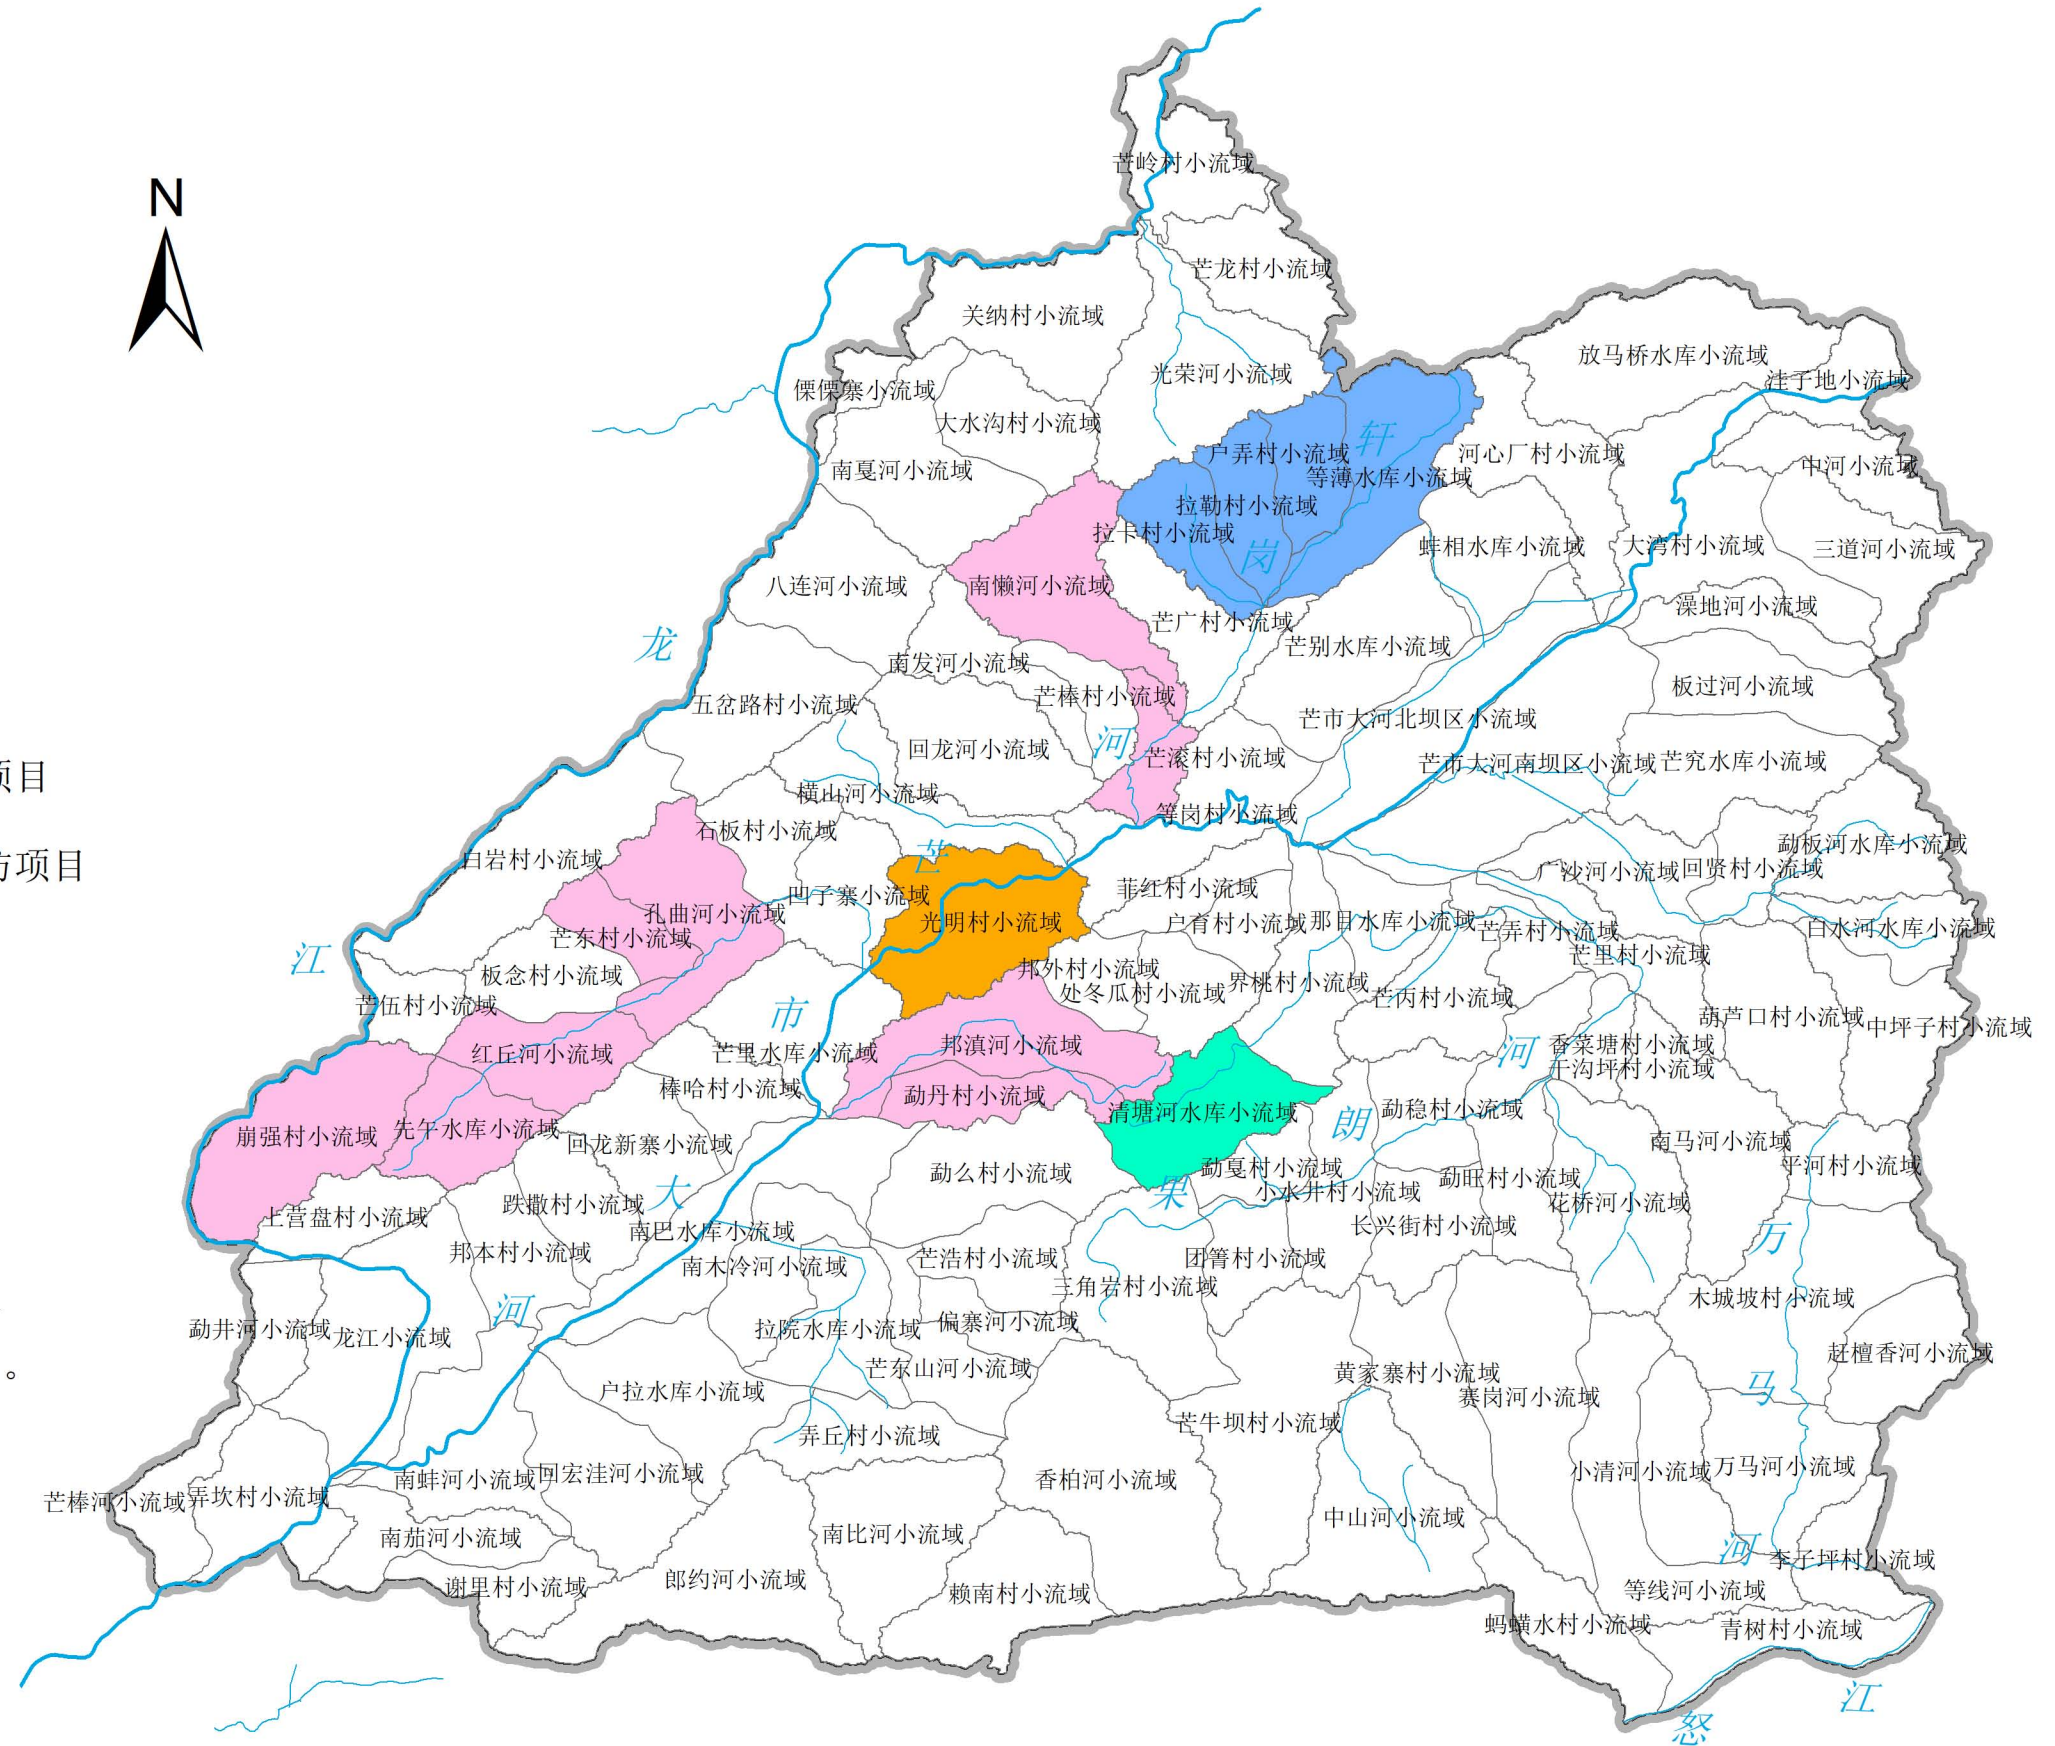 N
芒岭村小流域
芒龙村小流域
关纳村小流域
光荣河小流域
放马桥水库小流域
洼子地小流域
傈僳寨小流域
大水沟村小流域
户弄村小流域
轩
河心厂村小流域
中河小流域
南戛河小流域
等薄水库小流域
拉勒村小流域
拉卡村小流域
岗
蚌相水库小流域
大湾村小流域
三道河小流域
八连河小流域
南懒河小流域
澡地河小流域
芒广村小流域
龙
芒别水库小流域
南发河小流域
板过河小流域
芒棒村小流域
五岔路村小流域
芒市大河北坝区小流域
河
回龙河小流域
芒滚村小流域
芒市大河南坝区小流域
芒究水库小流域
项目
横山河小流域
等岗村小流域
石板村小流域
勐板河水库小流域
芒
白岩村小流域
防项目
广沙河小流域
回贤村小流域
凹子寨小流域
菲红村小流域
孔曲河小流域
光明村小流域
户育村小流域
那目水库小流域
芒弄村小流域
白水河水库小流域
芒东村小流域
江
芒里村小流域
板念村小流域
邦外村小流域
界桃村小流域
处冬瓜村小流域
芒丙村小流域
芒伍村小流域
市
葫芦口村小流域
中坪子村小流域
红丘河小流域
芒里水库小流域
邦滇河小流域
河
香菜塘村小流域
干沟坪村小流域
棒哈村小流域
勐丹村小流域
清塘河水库小流域
朗
勐稳村小流域
崩强村小流域
先午水库小流域
回龙新寨小流域
南马河小流域
勐么村小流域
勐戛村小流域
平河村小流域
大
果
小水井村小流域
勐旺村小流域
跌撒村小流域
花桥河小流域
上营盘村小流域
南巴水库小流域
长兴街村小流域
万
邦本村小流域
南木冷河小流域
芒浩村小流域
团箐村小流域
三角岩村小流域
木城坡村小流域
河
勐井河小流域
龙江小流域
拉院水库小流域
偏寨河小流域
赶檀香河小流域
。
芒东山河小流域
黄家寨村小流域
户拉水库小流域
赛岗河小流域
马
弄丘村小流域
芒牛坝村小流域
南蚌河小流域
回宏洼河小流域
香柏河小流域
小清河小流域
万马河小流域
芒棒河小流域
弄坎村小流域
中山河小流域
南茄河小流域
南比河小流域
河
李子坪村小流域
谢里村小流域
郎约河小流域
赖南村小流域
等线河小流域
蚂蟥水村小流域
青树村小流域
怒
江